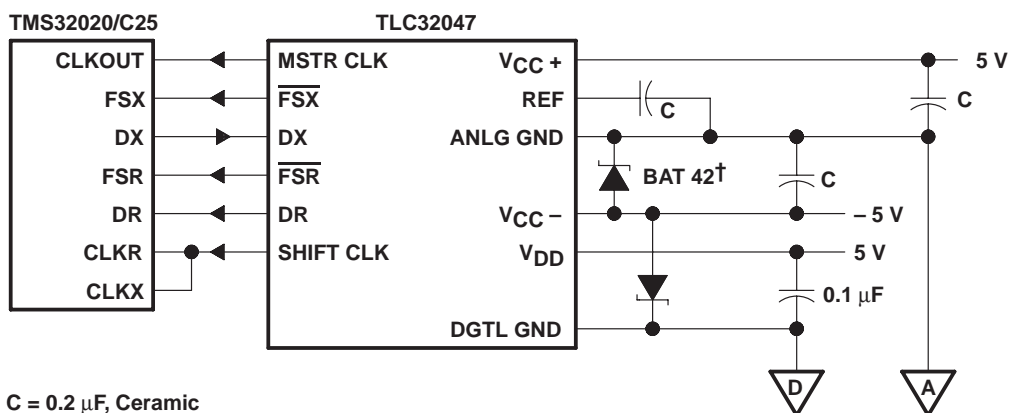 TMS32020/C25
TLC32047
CLKOUT
MSTR CLK
VCC +
5 V
FSX
FSX
REF
C
C
DX
DX
ANLG GND
FSR
FSR
BAT 42†
C
DR
DR
VCC –
– 5 V
CLKR
SHIFT CLK
VDD
5 V
CLKX
0.1 μF
DGTL GND
D
A
C = 0.2 μF, Ceramic